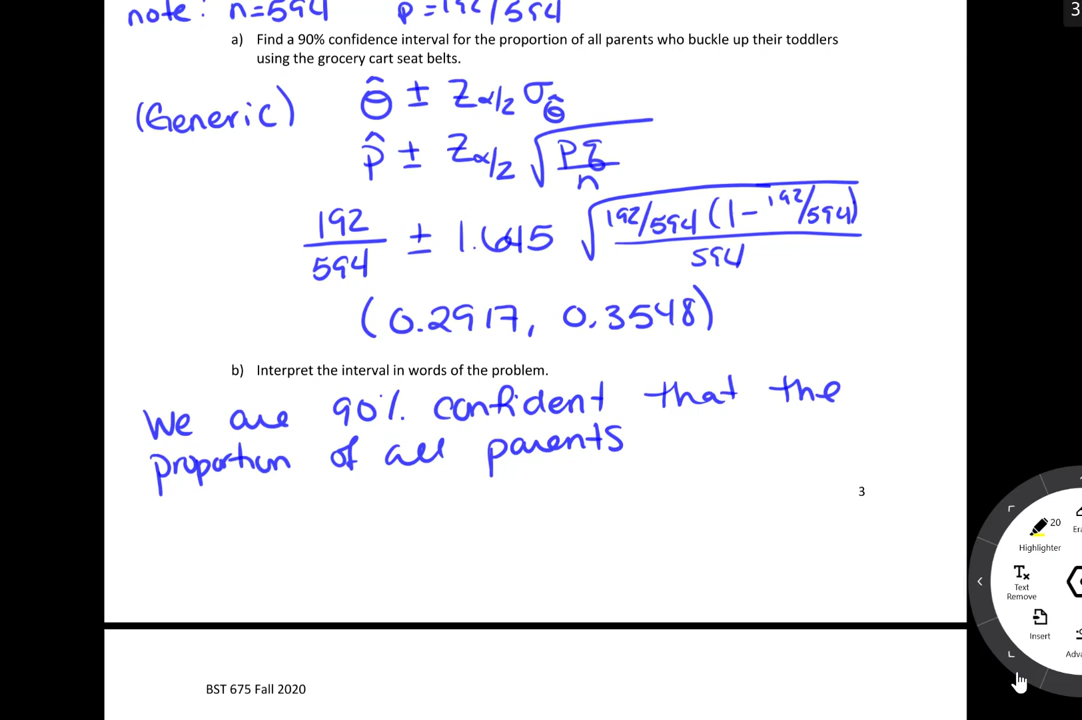 note: n=594 p̂ = 192/594
3
a) Find a 90% confidence interval for the proportion of all parents who buckle up their toddlers
using the grocery cart seat belts.
(Generic) θ̂ ± Zα/2 σθ̂
p̂ ± Zα/2 √(pq/n)
192/594 ± 1.645 √(192/594 (1-192/594)/594)
(0.2917, 0.3548)
b) Interpret the interval in words of the problem.
We are 90% confident that the
proportion of all parents
3
20
Highlighter
Tx
Text
Remove
Insert
BST 675 Fall 2020